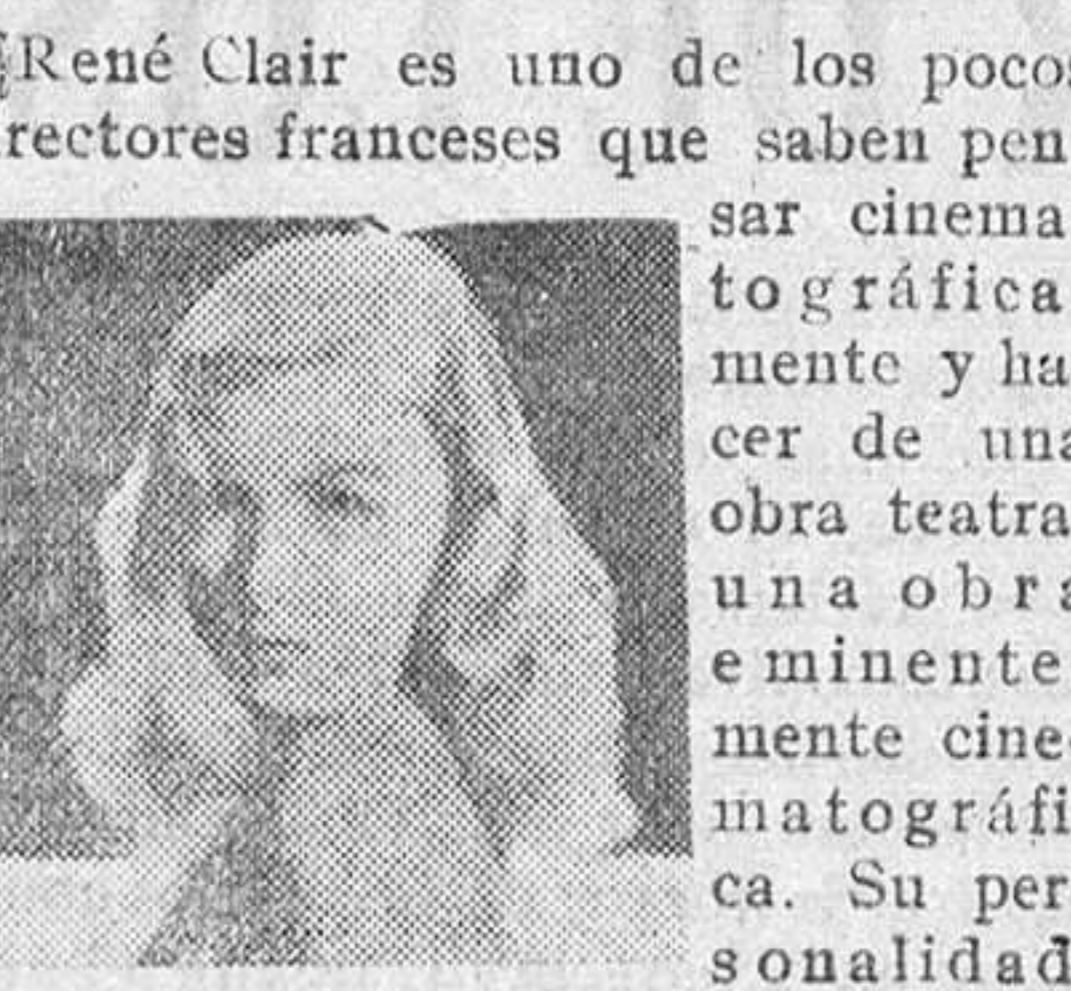 René Clair es uno de los pocos
rectores franceses que saben pen
sar cinema
tográfica
mente y ha
cer de una
obra teatra
una obra
eminente
mente cine
matográfi
ca. Su per
sonalidad